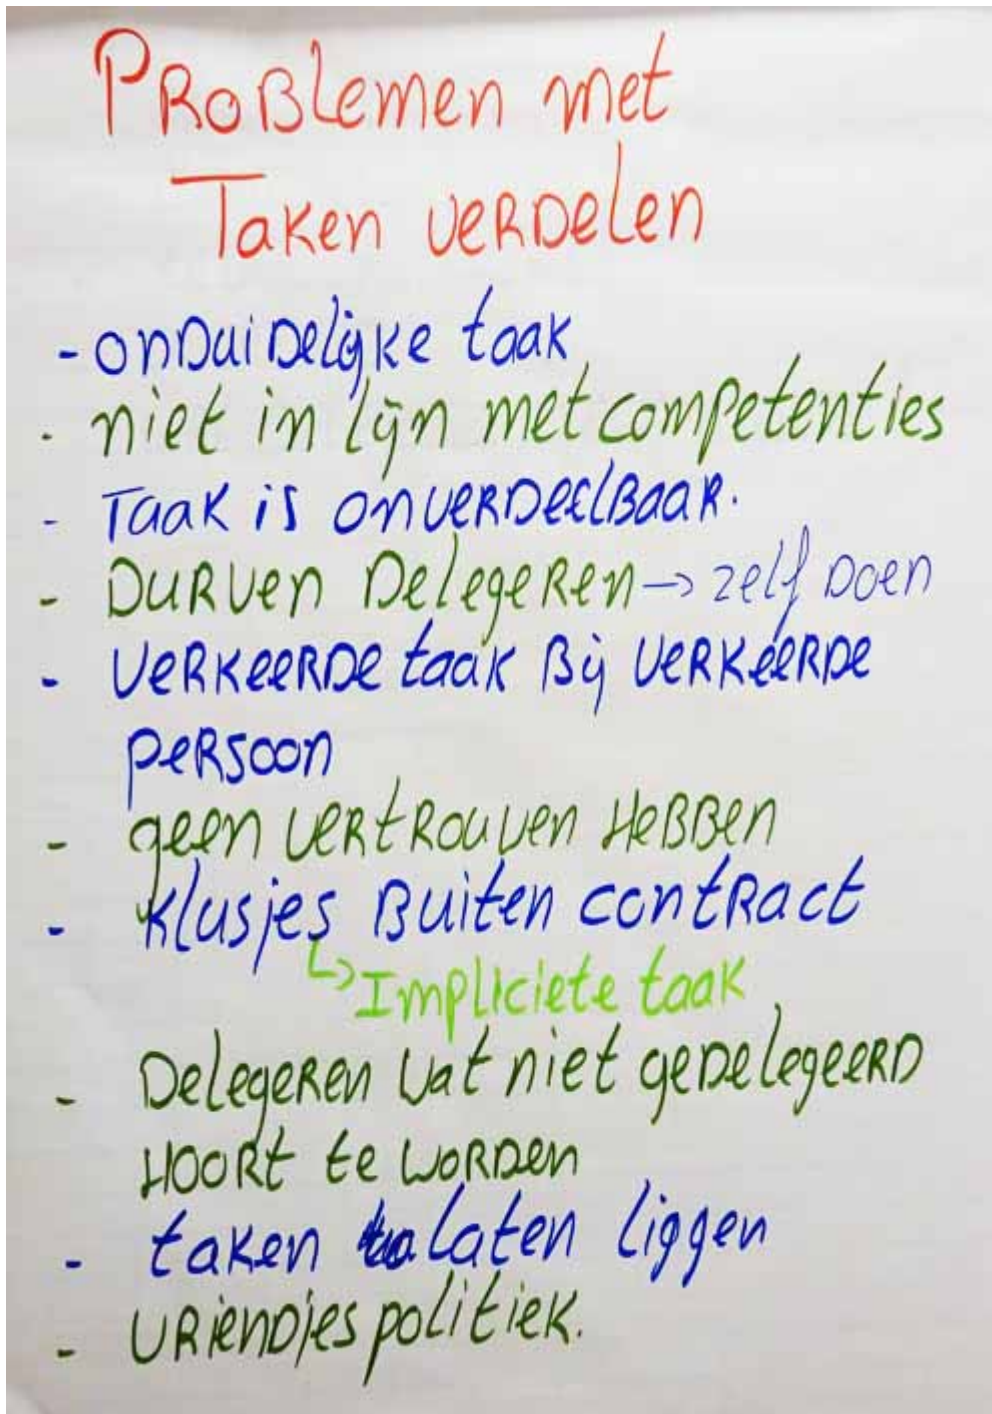 Problemen met
Taken verdelen
- onduidelijke taak
- niet in lijn met competenties
- Taak is onverdeelbaar.
- Durven Delegeren → zelf Doen
- verkeerde taak Bij verkeerde
persoon
- geen vertrouwen Hebben
- klusjes Buiten contract
↳ Impliciete taak
- Delegeren wat niet gedelegeerd
Hoort te worden
- taken laten liggen
- vriendjespolitiek.